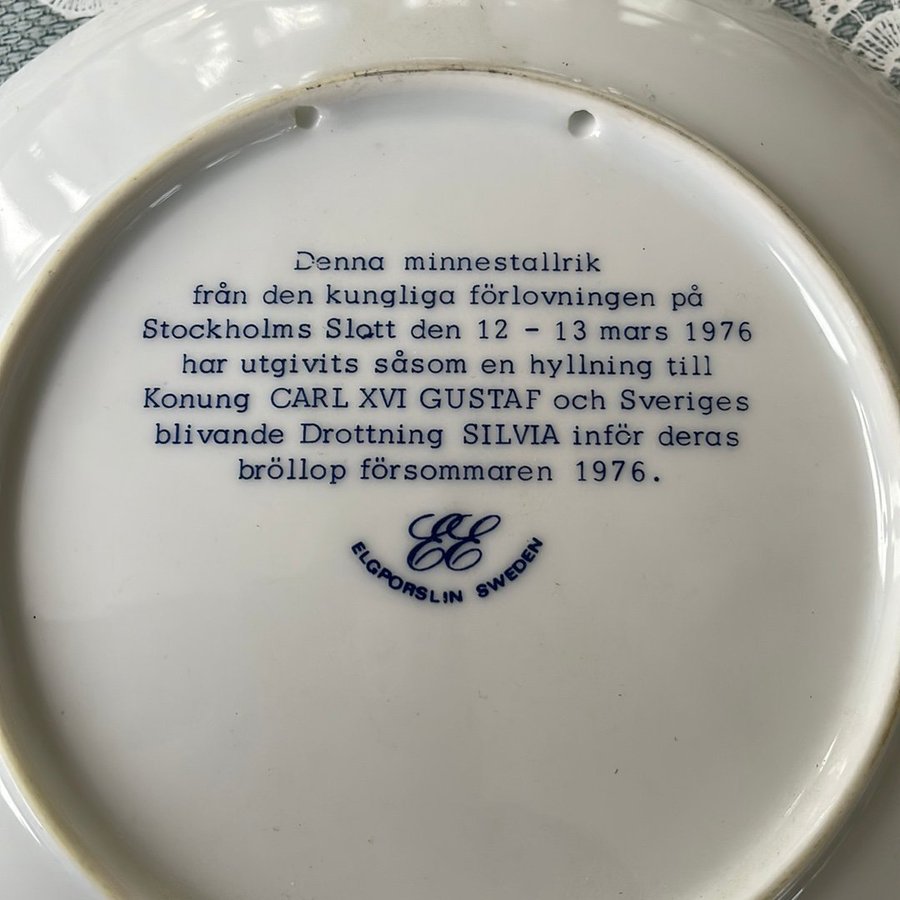 Denna minnestallrik
från den kungliga förlovningen på
Stockholms Slott den 12 - 13 mars 1976
har utgivits såsom en hyllning till
Konung CARL XVI GUSTAF och Sveriges
blivande Drottning SILVIA inför deras
bröllop försommaren 1976.
EE
ELGPORSLIN SWEDEN